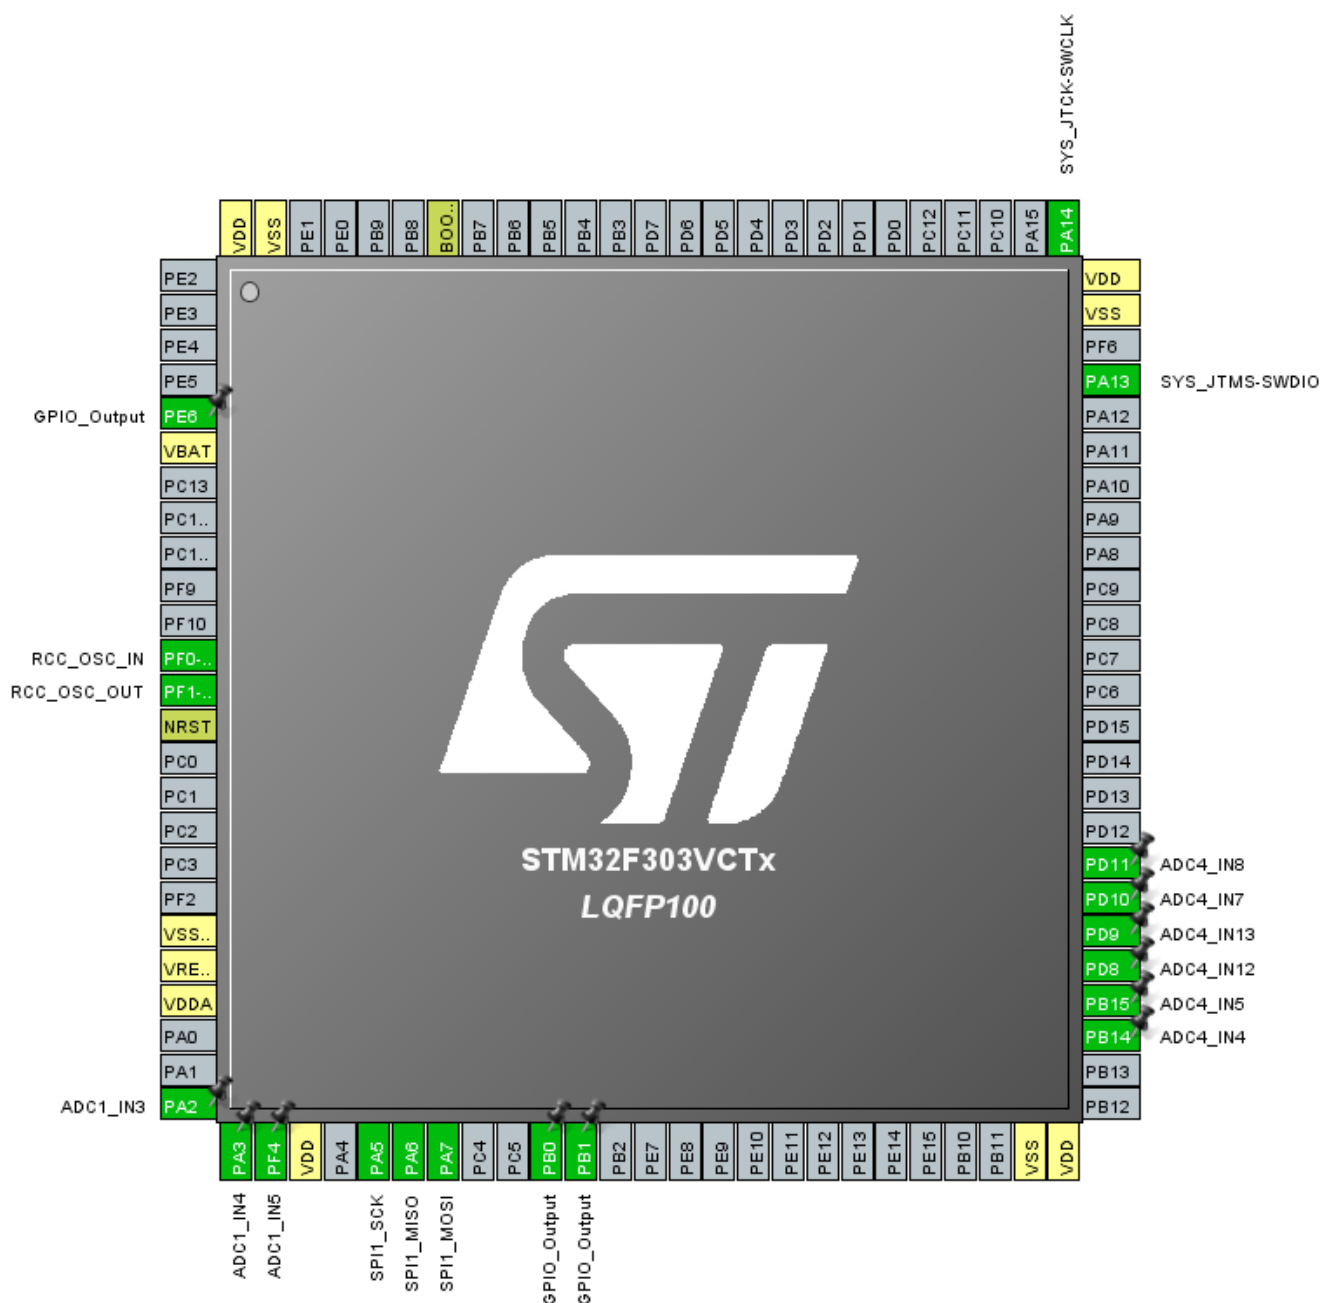 SYS_JTCK-SWCLK
VDD
VSS
PE1
PE0
PB9
PB8
BOO..
PB7
PB6
PB5
PB4
PB3
PD7
PD6
PD5
PD4
PD3
PD2
PD1
PD0
PC12
PC11
PC10
PA15
PA14
PE2
PE3
PE4
PE5
GPIO_Output PE6
VBAT
PC13
PC1..
PC1..
PF9
PF10
RCC_OSC_IN PF0-..
RCC_OSC_OUT PF1-..
NRST
PC0
PC1
PC2
PC3
PF2
VSS..
VRE..
VDDA
PA0
PA1
ADC1_IN3 PA2
STM32F303VCTx
LQFP100
VDD
VSS
PF6
PA13 SYS_JTMS-SWDIO
PA12
PA11
PA10
PA9
PA8
PC9
PC8
PC7
PC6
PD15
PD14
PD13
PD12
PD11 ADC4_IN8
PD10 ADC4_IN7
PD9 ADC4_IN13
PD8 ADC4_IN12
PB15 ADC4_IN5
PB14 ADC4_IN4
PB13
PB12
PA3
PF4
VDD
PA4
PA5
PA6
PA7
PC4
PC5
PB0
PB1
PB2
PE7
PE8
PE9
PE10
PE11
PE12
PE13
PE14
PE15
PB10
PB11
VSS
VDD
ADC1_IN4
ADC1_IN5
SPI1_SCK
SPI1_MISO
SPI1_MOSI
GPIO_Output
GPIO_Output